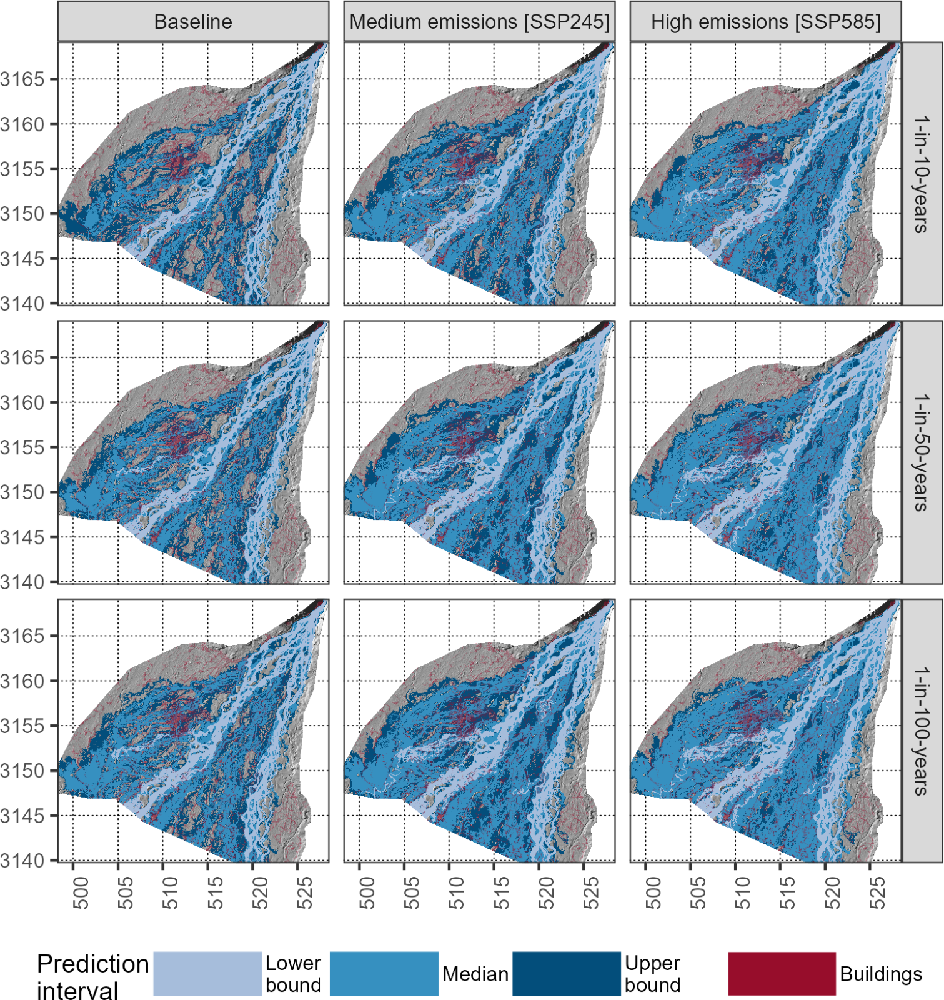 Baseline
Medium emissions [SSP245]
High emissions [SSP585]
3165
3160
3155
3150
3145
3140
1-in-10-years
3165
3160
3155
3150
3145
3140
1-in-50-years
3165
3160
3155
3150
3145
3140
1-in-100-years
500 505 510 515 520 525
500 505 510 515 520 525
500 505 510 515 520 525
Prediction
interval
Lower
bound
Median
Upper
bound
Buildings